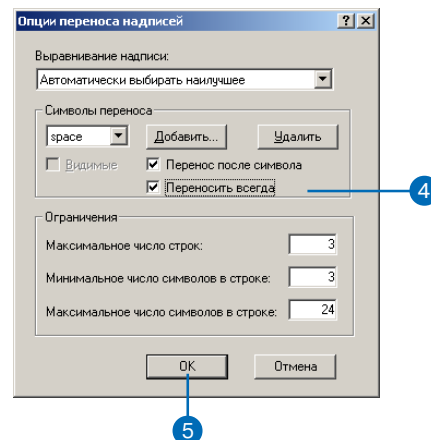 Опции переноса надписей
Выравнивание надписи:
Автоматически выбирать наилучшее
Символы переноса
space Добавить... Удалить
Видимые Перенос после символа
Переносить всегда
4
Ограничения
Максимальное число строк: 3
Минимальное число символов в строке: 3
Максимальное число символов в строке: 24
OK Отмена
5